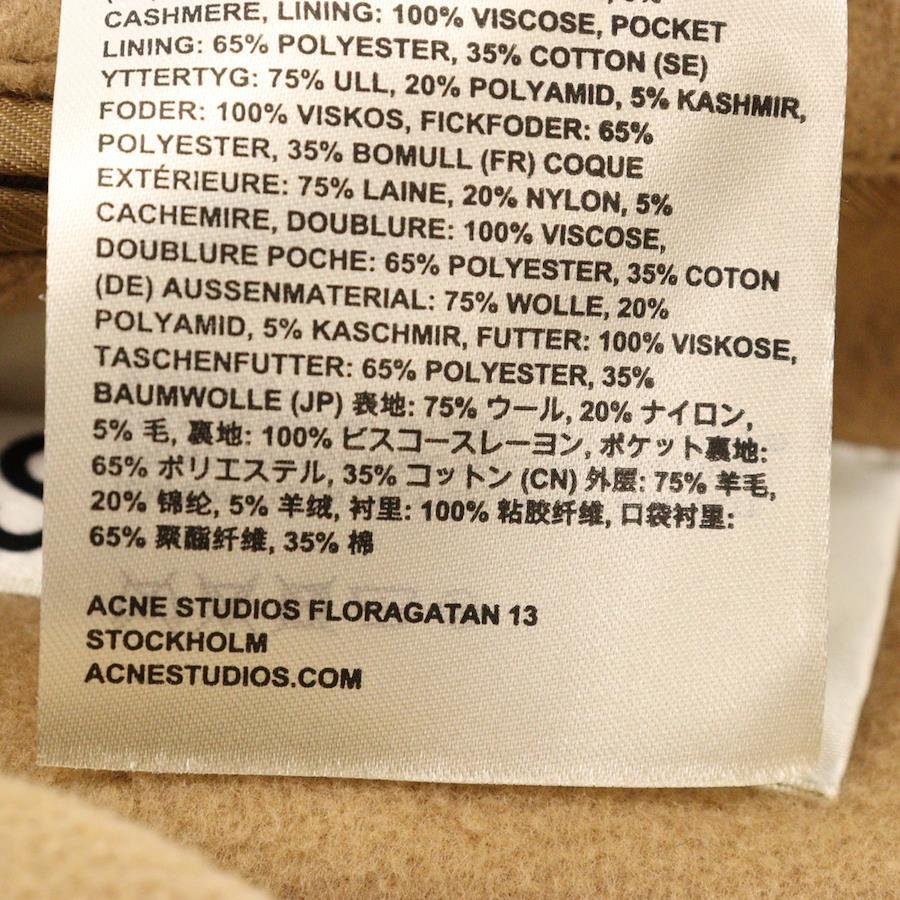 CASHMERE, LINING: 100% VISCOSE, POCKET
LINING: 65% POLYESTER, 35% COTTON (SE)
YTTERTYG: 75% ULL, 20% POLYAMID, 5% KASHMIR,
FODER: 100% VISKOS, FICKFODER: 65%
POLYESTER, 35% BOMULL (FR) COQUE
EXTÉRIEURE: 75% LAINE, 20% NYLON, 5%
CACHEMIRE, DOUBLURE: 100% VISCOSE,
DOUBLURE POCHE: 65% POLYESTER, 35% COTON
(DE) AUSSENMATERIAL: 75% WOLLE, 20%
POLYAMID, 5% KASCHMIR, FUTTER: 100% VISKOSE,
TASCHENFUTTER: 65% POLYESTER, 35%
BAUMWOLLE (JP) 表地: 75% ウール, 20% ナイロン,
5% 毛, 裏地: 100% ビスコースレーヨン, ポケット裏地:
65% ポリエステル, 35% コットン (CN) 外层: 75% 羊毛,
20% 锦纶, 5% 羊绒, 衬里: 100% 粘胶纤维, 口袋衬里:
65% 聚酯纤维, 35% 棉
ACNE STUDIOS FLORAGATAN 13
STOCKHOLM
ACNESTUDIOS.COM